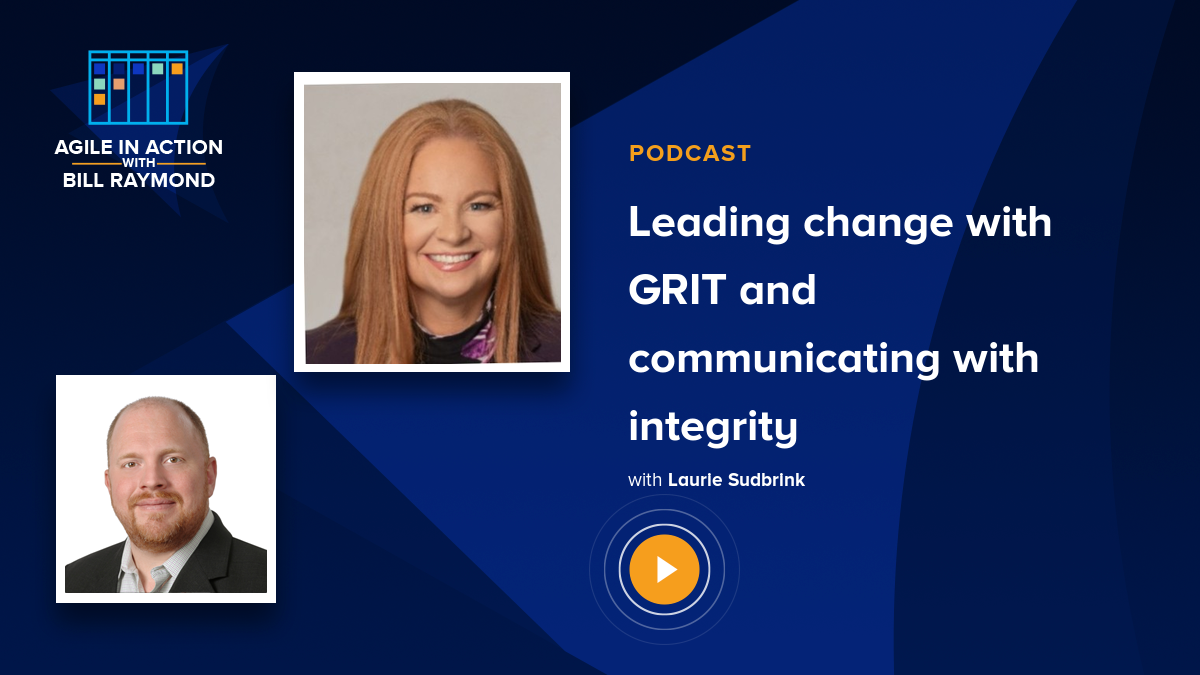 AGILE IN ACTION
WITH
BILL RAYMOND
PODCAST
Leading change with
GRIT and
communicating with
integrity
with Laurie Sudbrink